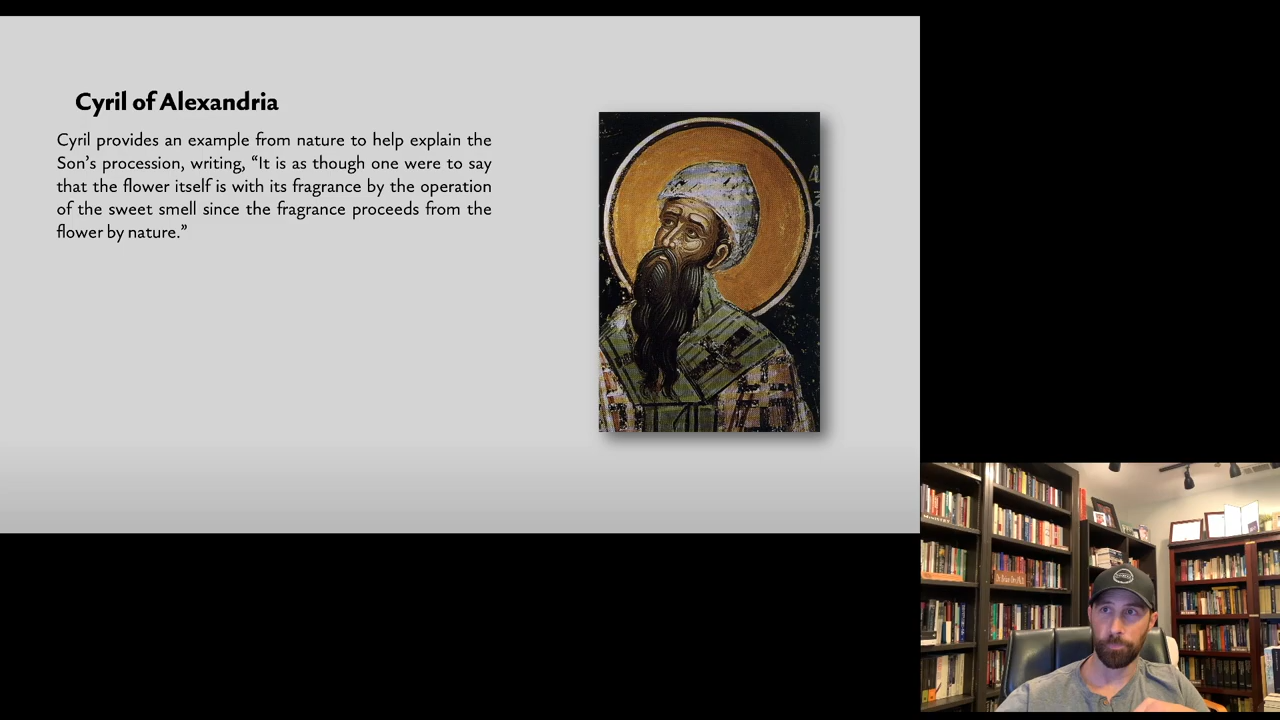 Cyril of Alexandria
Cyril provides an example from nature to help explain the
Son's procession, writing, “It is as though one were to say
that the flower itself is with its fragrance by the operation
of the sweet smell since the fragrance proceeds from the
flower by nature.”
MINISTRY